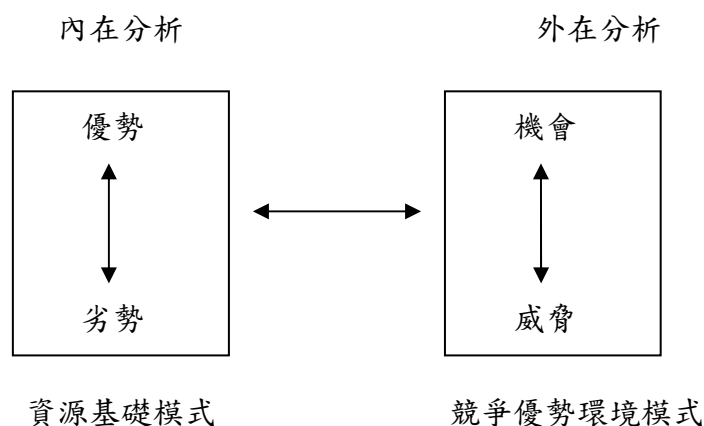 內在分析
外在分析
優勢
機會
劣勢
威脅
資源基礎模式
競爭優勢環境模式